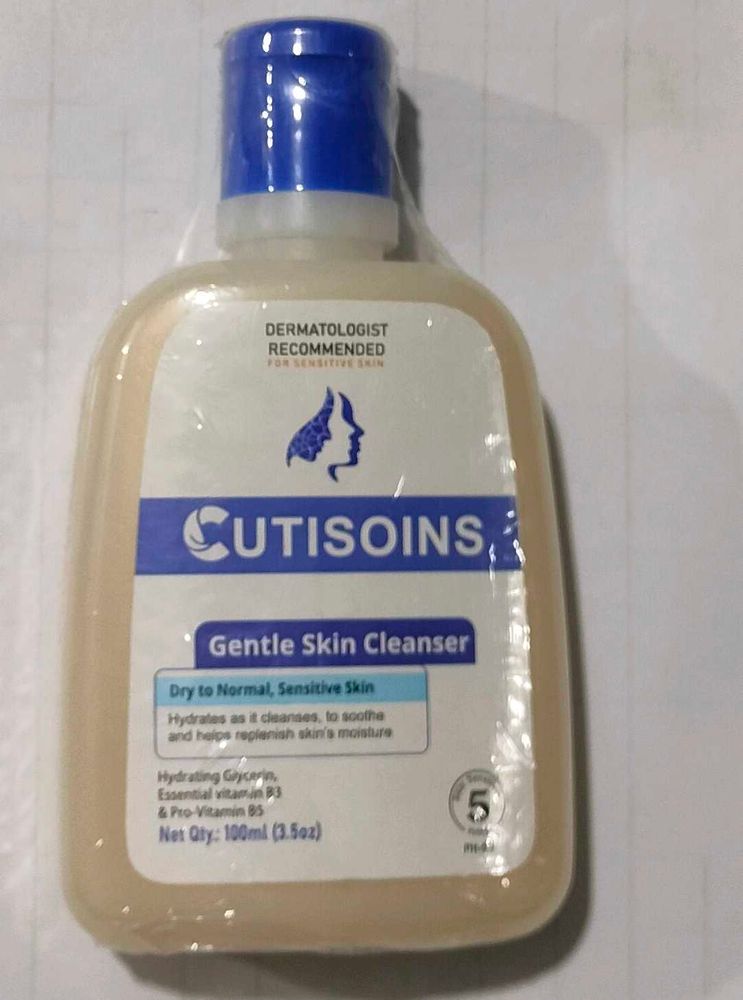 DERMATOLOGIST
RECOMMENDED
FOR SENSITIVE SKIN
CUTISOINS
Gentle Skin Cleanser
Dry to Normal, Sensitive Skin
Hydrates as it cleanses, to soothe
and helps replenish skin's moisture
Hydrating Glycerin,
Essential vitamin B3
& Pro-Vitamin B5
Net Qty.: 100ml (3.5oz)
5